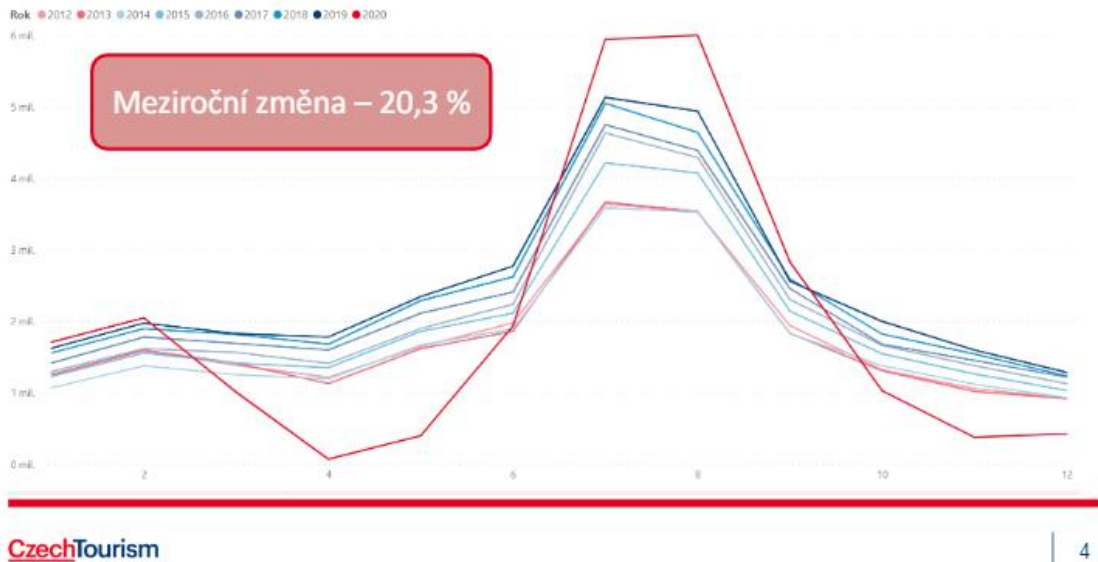 Rok 2012 2013 2014 2015 2016 2017 2018 2019 2020
6 mil.
Meziroční změna – 20,3 %
5 mil.
4 mil.
3 mil.
2 mil.
1 mil.
0 mil.
2 4 6 8 10 12
CzechTourism
4